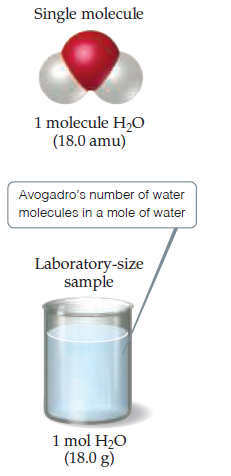 Single molecule
1 molecule H₂O
(18.0 amu)
Avogadro's number of water
molecules in a mole of water
Laboratory-size
sample
1 mol H₂O
(18.0 g)